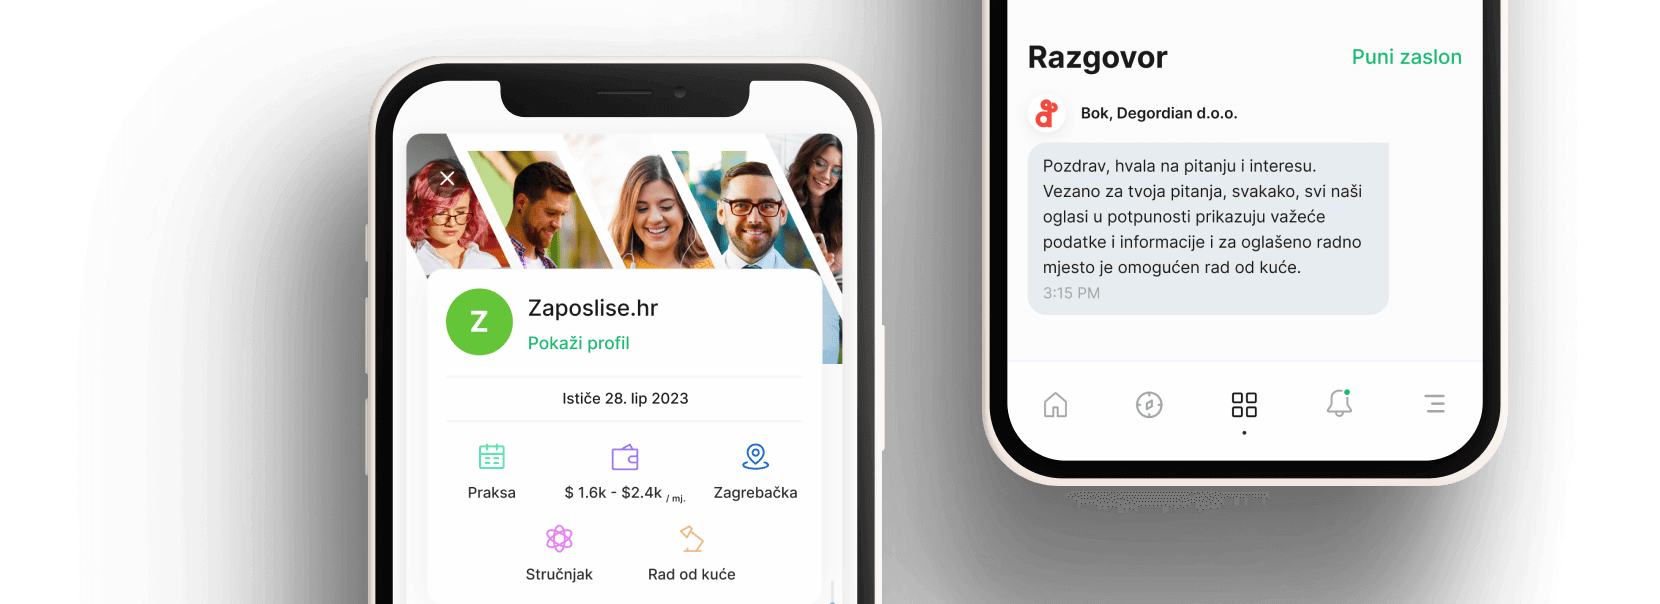 Z
Zaposlise.hr
Pokaži profil
Ističe 28. lip 2023
Praksa
$ 1.6k - $2.4k / mj.
Zagrebačka
Stručnjak
Rad od kuće
Razgovor
Puni zaslon
Bok, Degordian d.o.o.
Pozdrav, hvala na pitanju i interesu.
Vezano za tvoja pitanja, svakako, svi naši
oglasi u potpunosti prikazuju važeće
podatke i informacije i za oglašeno radno
mjesto je omogućen rad od kuće.
3:15 PM